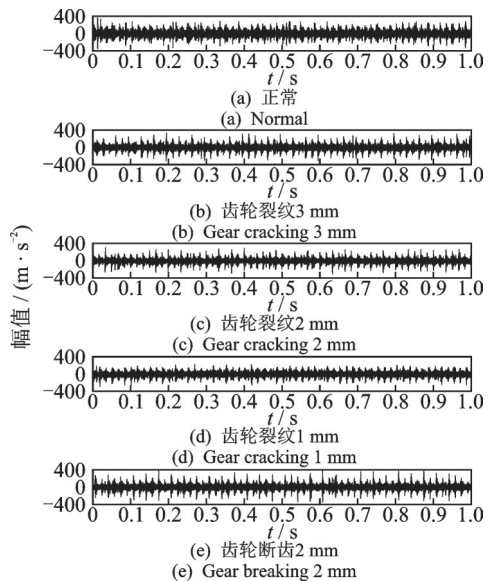 幅值 / (m · s⁻²)
400
0
−400
0 0.1 0.2 0.3 0.4 0.5 0.6 0.7 0.8 0.9 1.0
t / s
(a) 正常
(a) Normal
400
0
−400
0 0.1 0.2 0.3 0.4 0.5 0.6 0.7 0.8 0.9 1.0
t / s
(b) 齿轮裂纹3 mm
(b) Gear cracking 3 mm
400
0
−400
0 0.1 0.2 0.3 0.4 0.5 0.6 0.7 0.8 0.9 1.0
t / s
(c) 齿轮裂纹2 mm
(c) Gear cracking 2 mm
400
0
−400
0 0.1 0.2 0.3 0.4 0.5 0.6 0.7 0.8 0.9 1.0
t / s
(d) 齿轮裂纹1 mm
(d) Gear cracking 1 mm
400
0
−400
0 0.1 0.2 0.3 0.4 0.5 0.6 0.7 0.8 0.9 1.0
t / s
(e) 齿轮断齿2 mm
(e) Gear breaking 2 mm